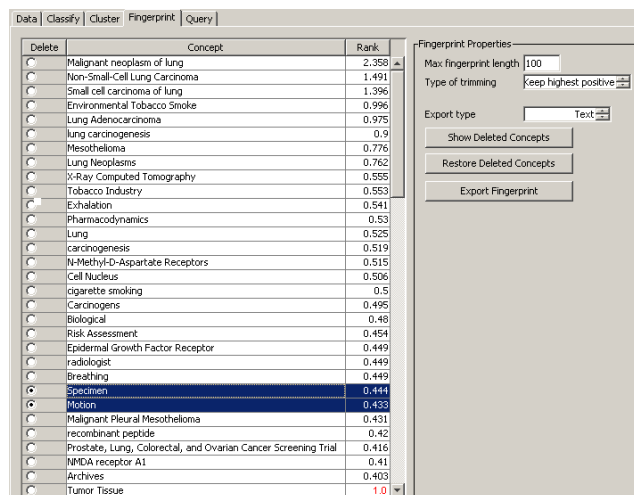 Data Classify Cluster Fingerprint Query
Delete Concept Rank
Malignant neoplasm of lung 2.358
Non-Small-Cell Lung Carcinoma 1.491
Small cell carcinoma of lung 1.396
Environmental Tobacco Smoke 0.996
Lung Adenocarcinoma 0.975
lung carcinogenesis 0.9
Mesothelioma 0.776
Lung Neoplasms 0.762
X-Ray Computed Tomography 0.555
Tobacco Industry 0.553
Exhalation 0.541
Pharmacodynamics 0.53
Lung 0.525
carcinogenesis 0.519
N-Methyl-D-Aspartate Receptors 0.515
Cell Nucleus 0.506
cigarette smoking 0.5
Carcinogens 0.495
Biological 0.48
Risk Assessment 0.454
Epidermal Growth Factor Receptor 0.449
radiologist 0.449
Breathing 0.449
Specimen 0.444
Motion 0.433
Malignant Pleural Mesothelioma 0.431
recombinant peptide 0.42
Prostate, Lung, Colorectal, and Ovarian Cancer Screening Trial 0.416
NMDA receptor A1 0.41
Archives 0.403
Tumor Tissue 1.0
Fingerprint Properties
Max fingerprint length 100
Type of trimming Keep highest positive
Export type Text
Show Deleted Concepts
Restore Deleted Concepts
Export Fingerprint